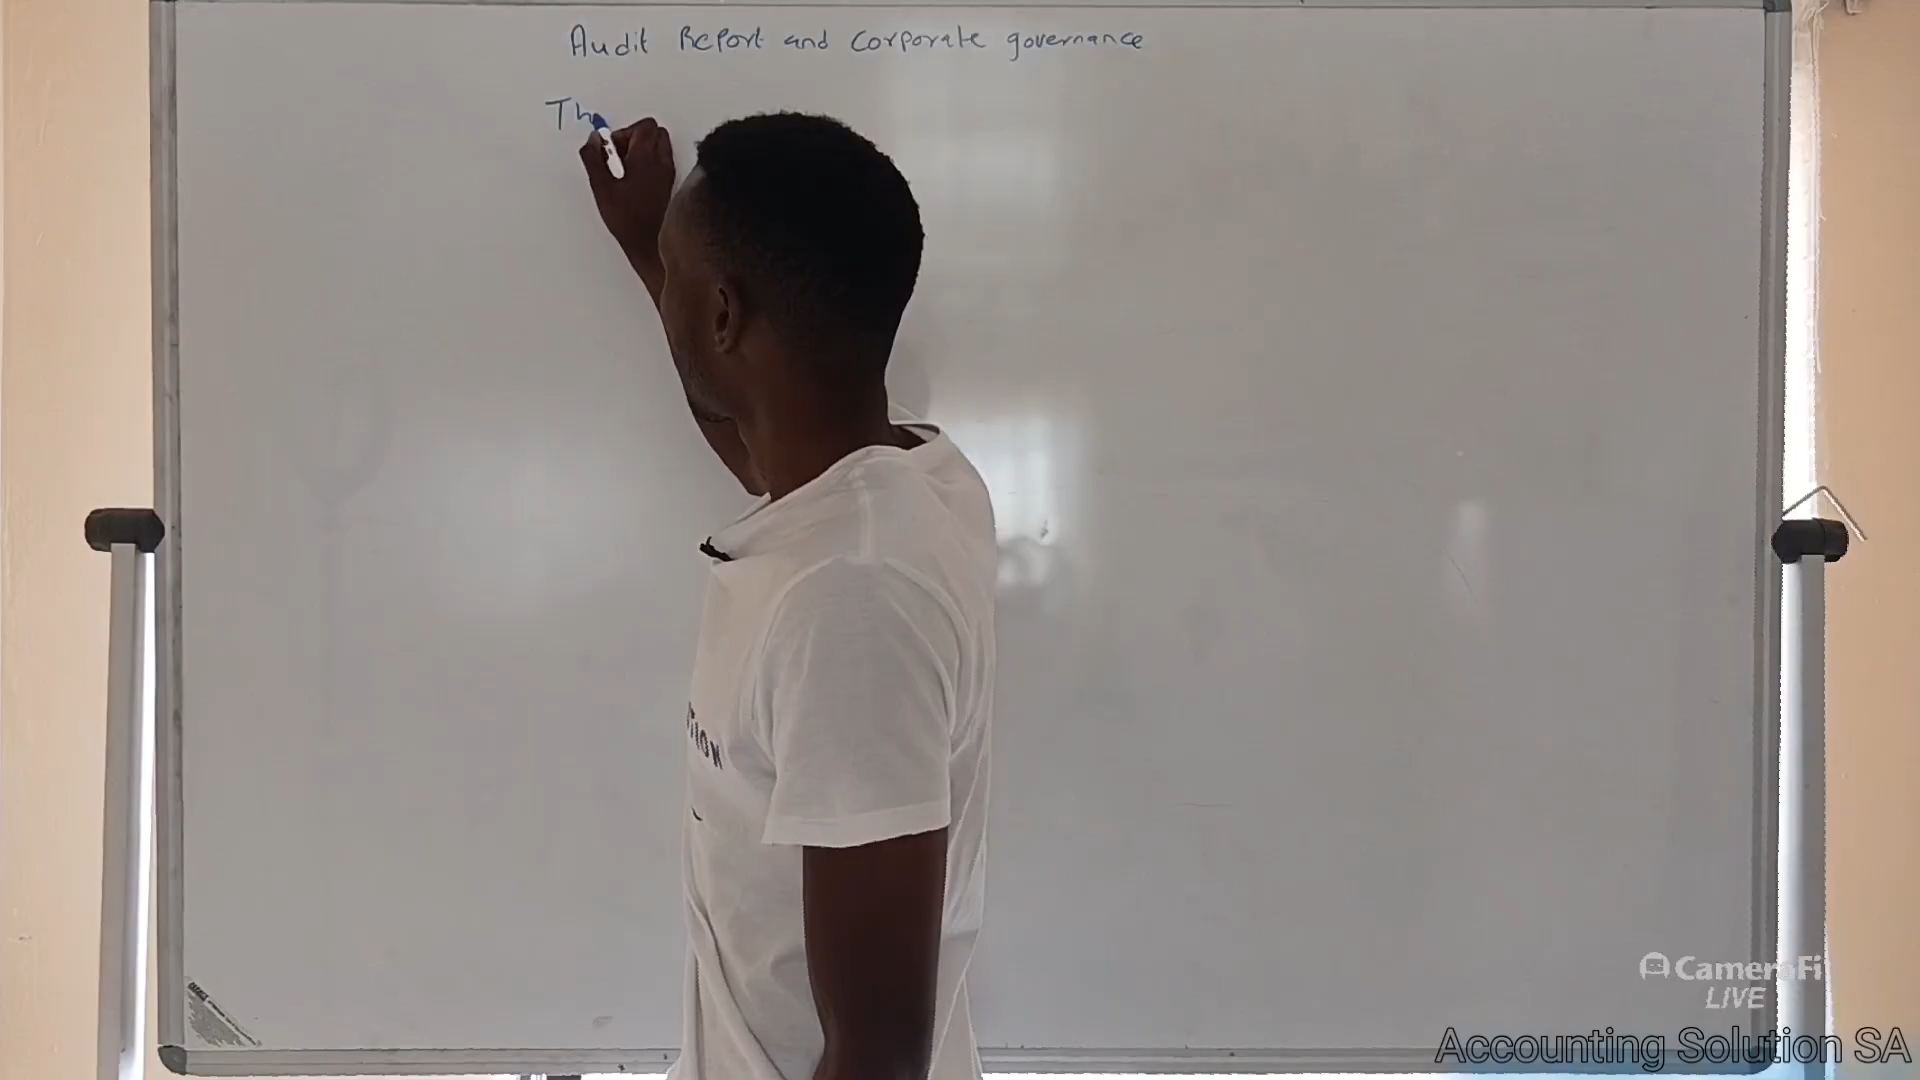 Audit Report and corporate governance
Th
CameraFi
LIVE
Accounting Solution SA